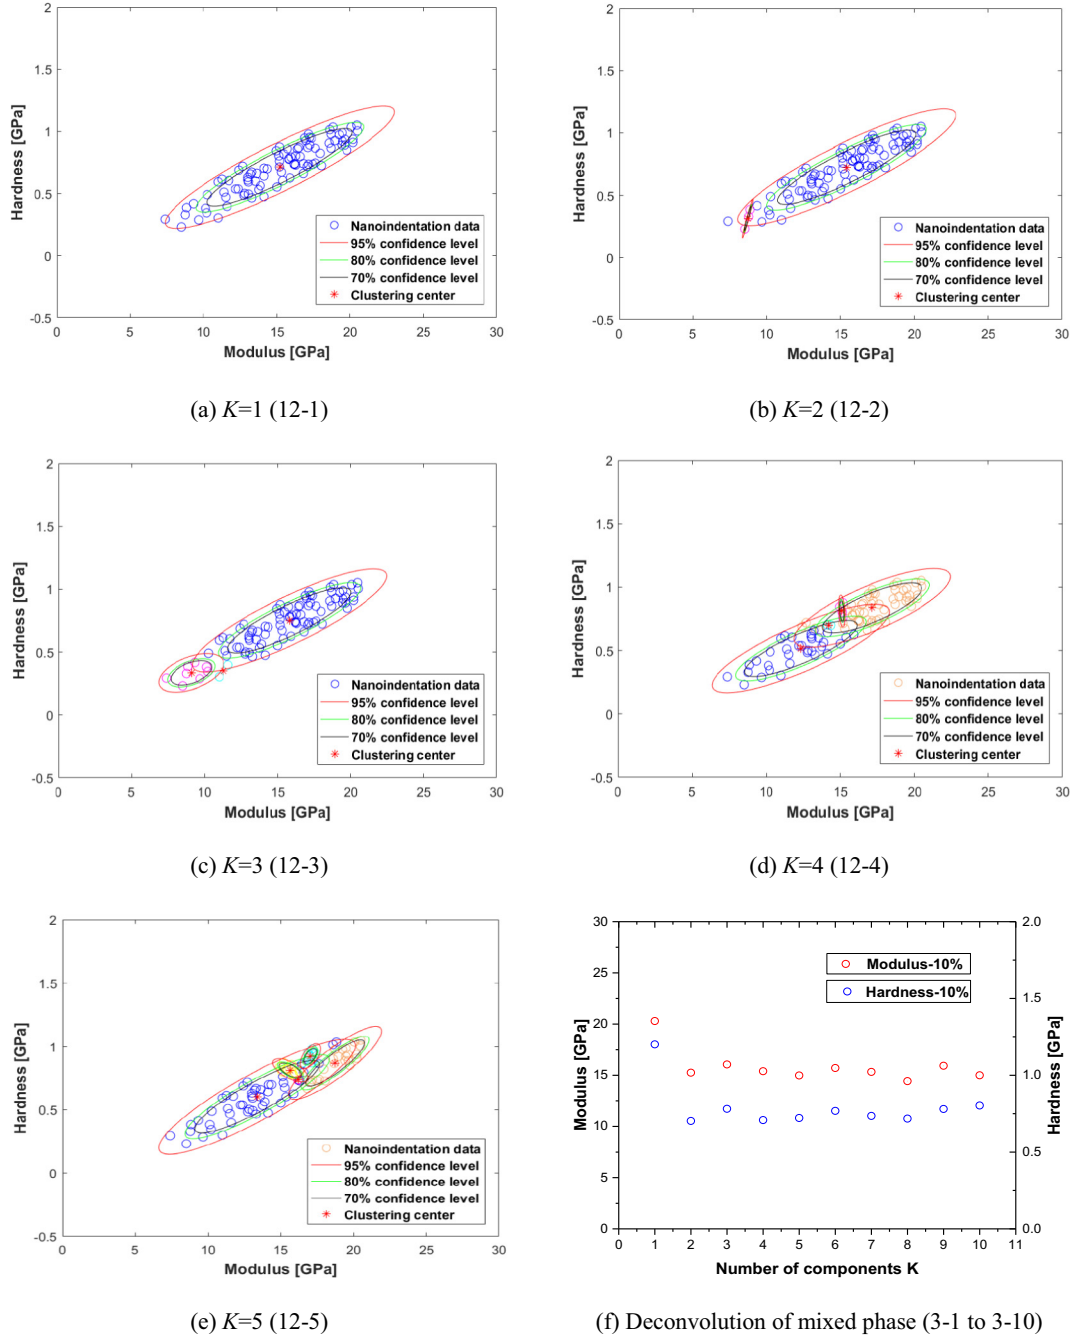 2
1.5
1
0.5
0
-0.5
Hardness [GPa]
Nanoindentation data
95% confidence level
80% confidence level
70% confidence level
Clustering center
0 5 10 15 20 25 30
Modulus [GPa]
(a) K=1 (12-1)
2
1.5
1
0.5
0
-0.5
Hardness [GPa]
Nanoindentation data
95% confidence level
80% confidence level
70% confidence level
Clustering center
0 5 10 15 20 25 30
Modulus [GPa]
(b) K=2 (12-2)
2
1.5
1
0.5
0
-0.5
Hardness [GPa]
Nanoindentation data
95% confidence level
80% confidence level
70% confidence level
Clustering center
0 5 10 15 20 25 30
Modulus [GPa]
(c) K=3 (12-3)
2
1.5
1
0.5
0
-0.5
Hardness [GPa]
Nanoindentation data
95% confidence level
80% confidence level
70% confidence level
Clustering center
0 5 10 15 20 25 30
Modulus [GPa]
(d) K=4 (12-4)
2
1.5
1
0.5
0
-0.5
Hardness [GPa]
Nanoindentation data
95% confidence level
80% confidence level
70% confidence level
Clustering center
0 5 10 15 20 25 30
Modulus [GPa]
(e) K=5 (12-5)
30
25
20
15
10
5
0
Modulus [GPa]
Modulus-10%
Hardness-10%
2.0
1.5
1.0
0.5
0.0
Hardness [GPa]
0 1 2 3 4 5 6 7 8 9 10 11
Number of components K
(f) Deconvolution of mixed phase (3-1 to 3-10)